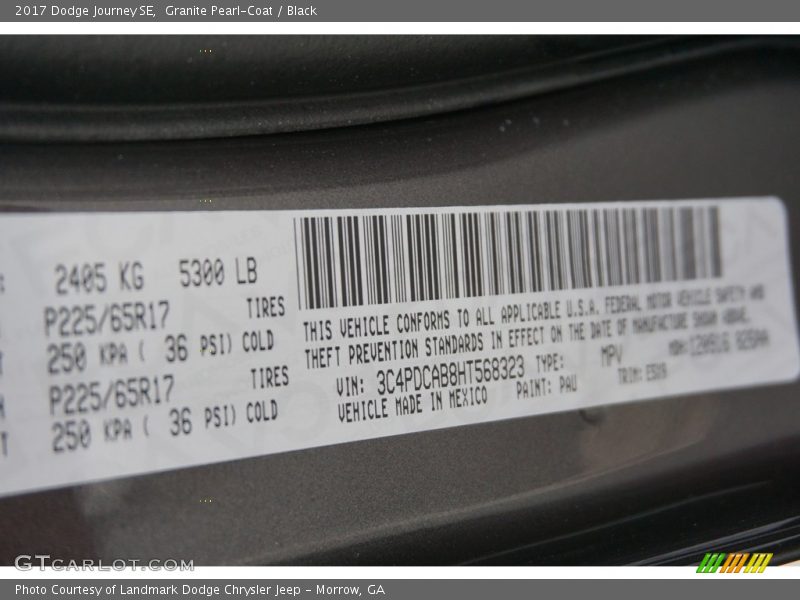 2017 Dodge Journey SE, Granite Pearl-Coat / Black
2405 KG 5300 LB
P225/65R17 TIRES
250 KPA ( 36 PSI) COLD
P225/65R17 TIRES
250 KPA ( 36 PSI) COLD
THIS VEHICLE CONFORMS TO ALL APPLICABLE U.S.A. FEDERAL MOTOR VEHICLE SAFETY AND
THEFT PREVENTION STANDARDS IN EFFECT ON THE DATE OF MANUFACTURE SHOWN ABOVE.
VIN: 3C4PDCAB8HT568323 TYPE: MPV
VEHICLE MADE IN MEXICO PAINT: PAU TRIM:
GTCARLOT.COM
Photo Courtesy of Landmark Dodge Chrysler Jeep - Morrow, GA